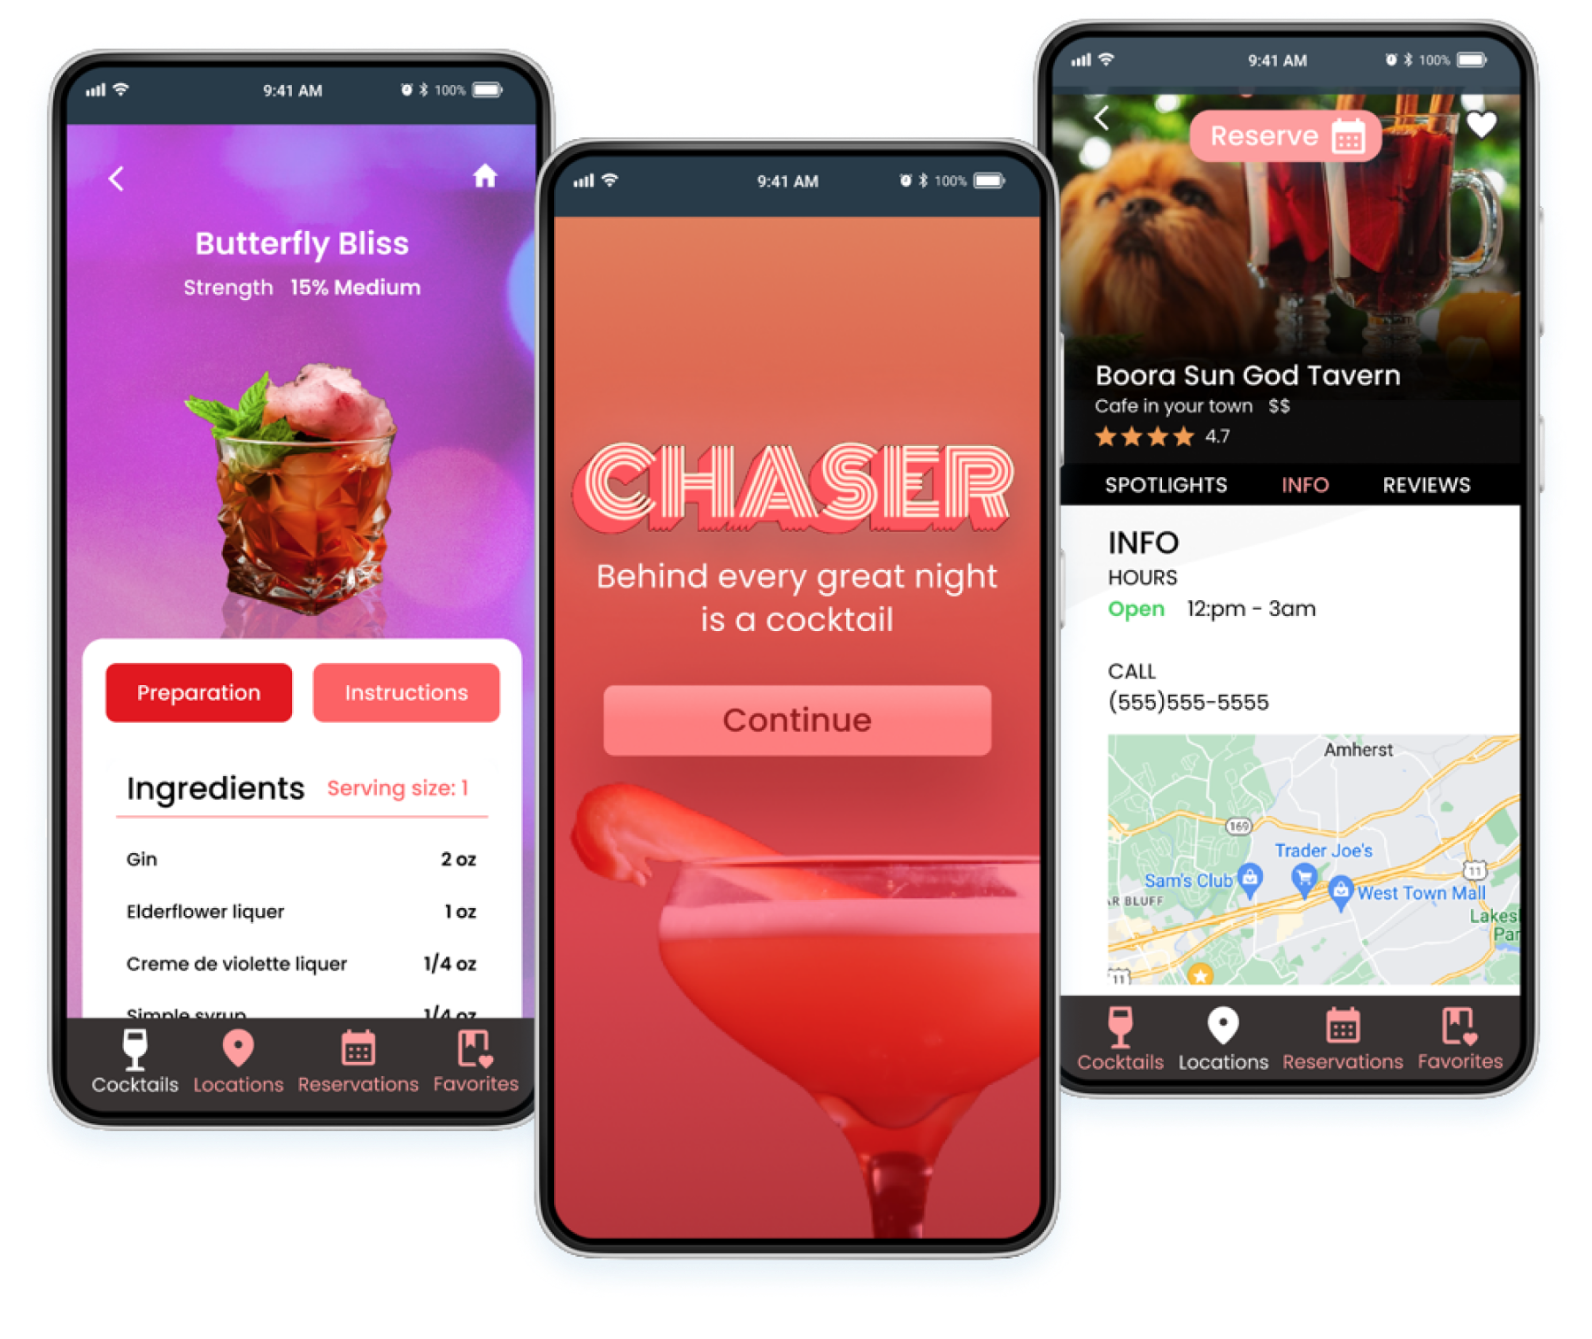 9:41 AM
100%
Butterfly Bliss
Strength 15% Medium
Preparation
Instructions
Ingredients Serving size: 1
Gin 2 oz
Elderflower liquer 1 oz
Creme de violette liquer 1/4 oz
Simple syrup 1/4 oz
Cocktails Locations Reservations Favorites
9:41 AM
100%
CHASER
Behind every great night
is a cocktail
Continue
9:41 AM
100%
Reserve
Boora Sun God Tavern
Cafe in your town $$
4.7
SPOTLIGHTS INFO REVIEWS
INFO
HOURS
Open 12:pm - 3am
CALL
(555)555-5555
Amherst
169
Trader Joe's
11
Sam's Club
West Town Mall
AR BLUFF
Lakes
Par
11
Cocktails Locations Reservations Favorites